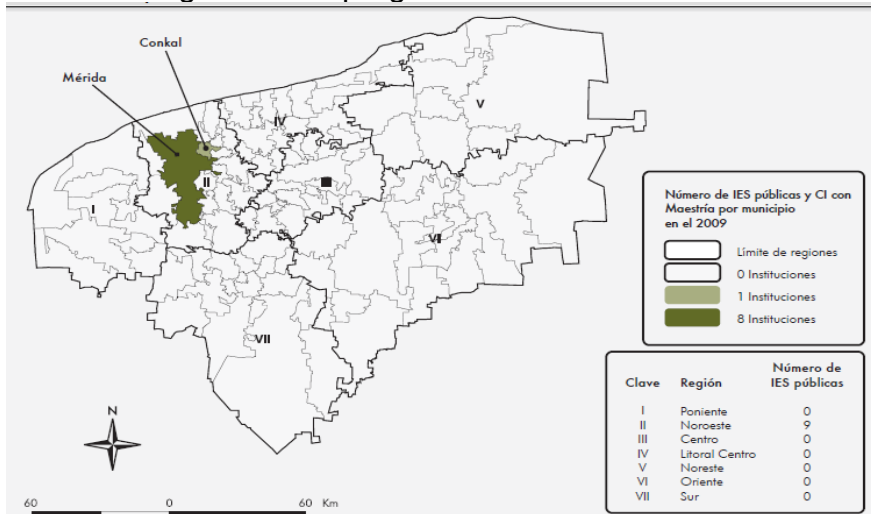 Conkal
Mérida
IV
V
II
III
I
VI
VII
N
60 0 60 Km
Número de IES públicas y CI con
Maestría por municipio
en el 2009
Límite de regiones
0 Instituciones
1 Instituciones
8 Instituciones
Número de
Clave Región IES públicas
I Poniente 0
II Noroeste 9
III Centro 0
IV Litoral Centro 0
V Noreste 0
VI Oriente 0
VII Sur 0